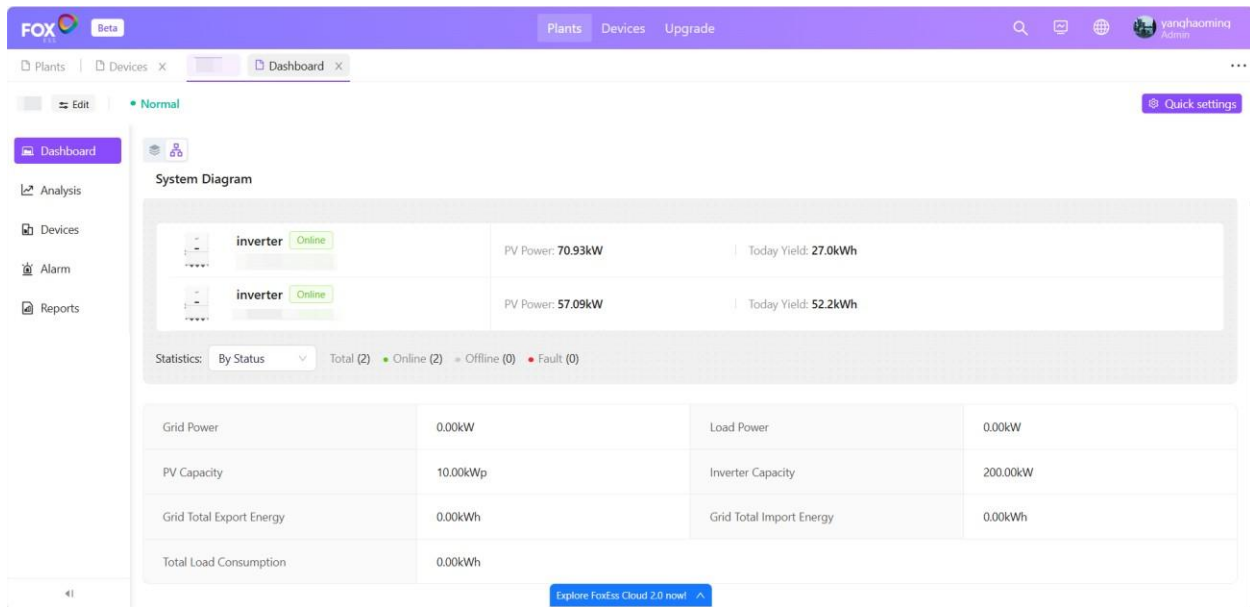 FOX ESS Beta Plants Devices Upgrade yanghaoming
Admin
Plants Devices X Dashboard X ...
Edit Normal Quick settings
Dashboard
Analysis
Devices
Alarm
Reports
System Diagram
inverter Online PV Power: 70.93kW Today Yield: 27.0kWh
inverter Online PV Power: 57.09kW Today Yield: 52.2kWh
Statistics: By Status Total (2) Online (2) Offline (0) Fault (0)
Grid Power 0.00kW Load Power 0.00kW
PV Capacity 10.00kWp Inverter Capacity 200.00kW
Grid Total Export Energy 0.00kWh Grid Total Import Energy 0.00kWh
Total Load Consumption 0.00kWh
Explore FoxEss Cloud 2.0 now!